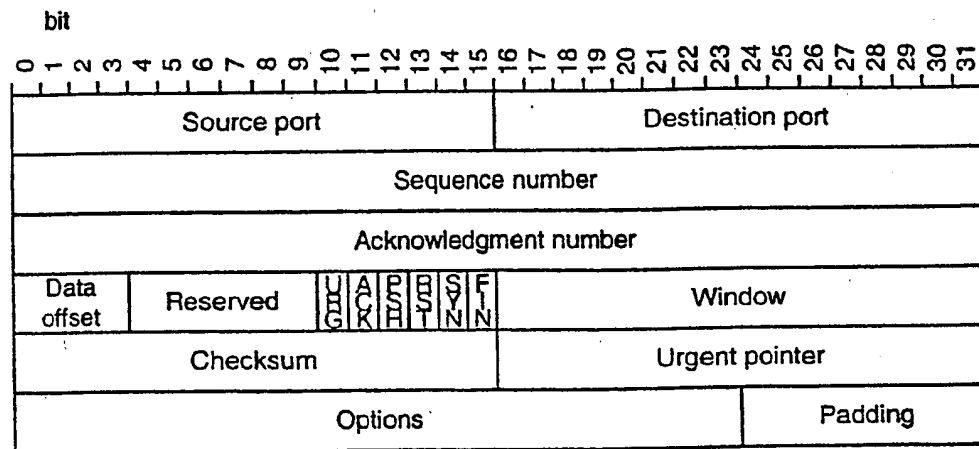 bit
0 1 2 3 4 5 6 7 8 9 10 11 12 13 14 15 16 17 18 19 20 21 22 23 24 25 26 27 28 29 30 31
Source port Destination port
Sequence number
Acknowledgment number
Data offset Reserved URG ACK PSH RST SYN FIN Window
Checksum Urgent pointer
Options Padding